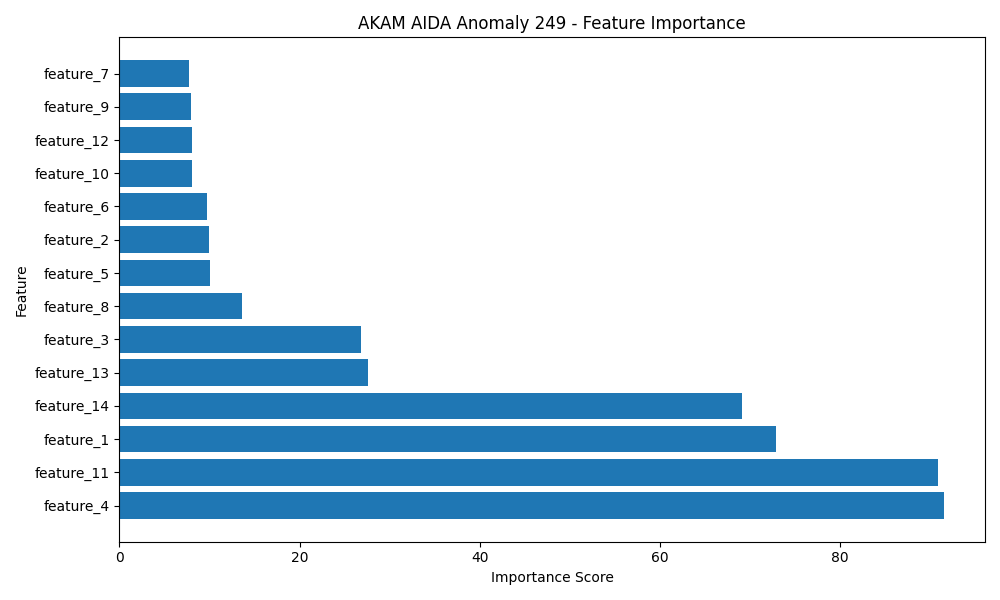 AKAM AIDA Anomaly 249 - Feature Importance
feature_7
feature_9
feature_12
feature_10
feature_6
feature_2
feature_5
feature_8
feature_3
feature_13
feature_14
feature_1
feature_11
feature_4
Feature
0 20 40 60 80
Importance Score